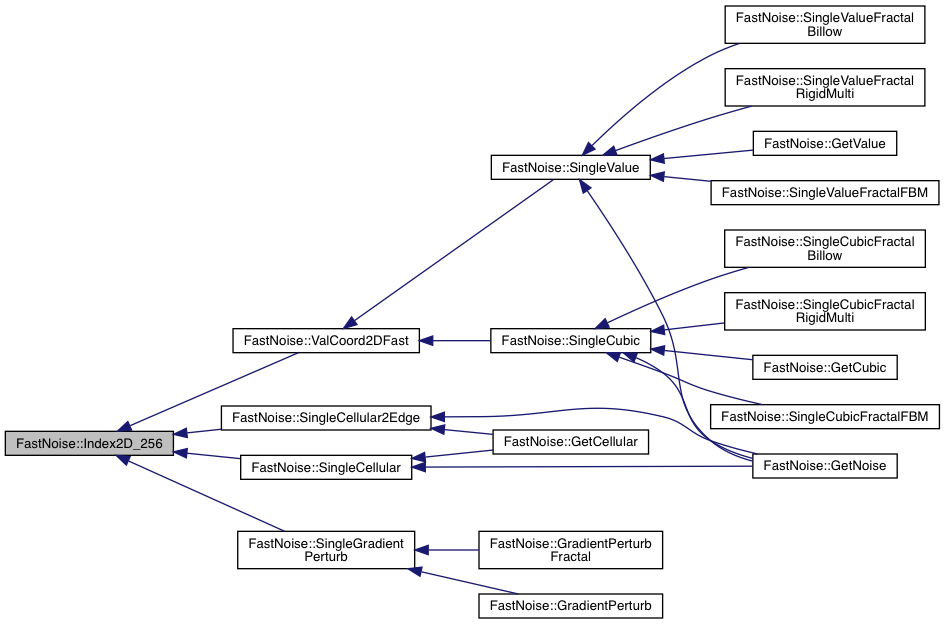 FastNoise::SingleValueFractal
Billow
FastNoise::SingleValueFractal
RigidMulti
FastNoise::GetValue
FastNoise::SingleValue
FastNoise::SingleValueFractalFBM
FastNoise::SingleCubicFractal
Billow
FastNoise::SingleCubicFractal
RigidMulti
FastNoise::ValCoord2DFast
FastNoise::SingleCubic
FastNoise::GetCubic
FastNoise::SingleCellular2Edge
FastNoise::SingleCubicFractalFBM
FastNoise::Index2D_256
FastNoise::GetCellular
FastNoise::SingleCellular
FastNoise::GetNoise
FastNoise::SingleGradient
Perturb
FastNoise::GradientPerturb
Fractal
FastNoise::GradientPerturb